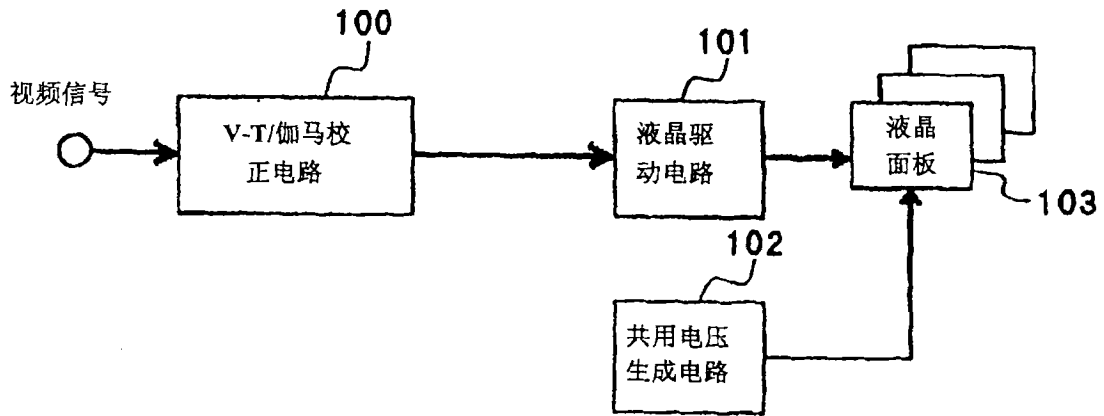 100
101
视频信号
V-T/伽马校
正电路
液晶驱
动电路
液晶
面板
103
102
共用电压
生成电路